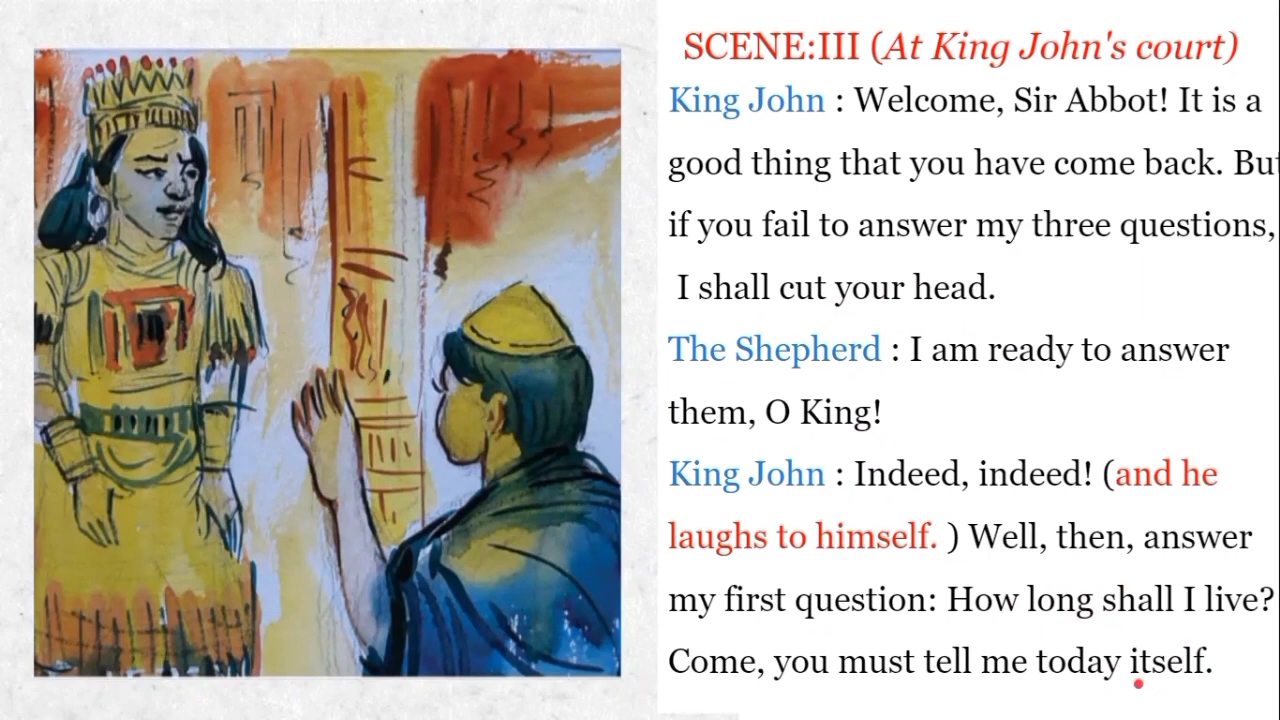 SCENE:III (At King John's court)
King John : Welcome, Sir Abbot! It is a
good thing that you have come back. But
if you fail to answer my three questions,
I shall cut your head.
The Shepherd : I am ready to answer
them, O King!
King John : Indeed, indeed! (and he
laughs to himself. ) Well, then, answer
my first question: How long shall I live?
Come, you must tell me today itself.